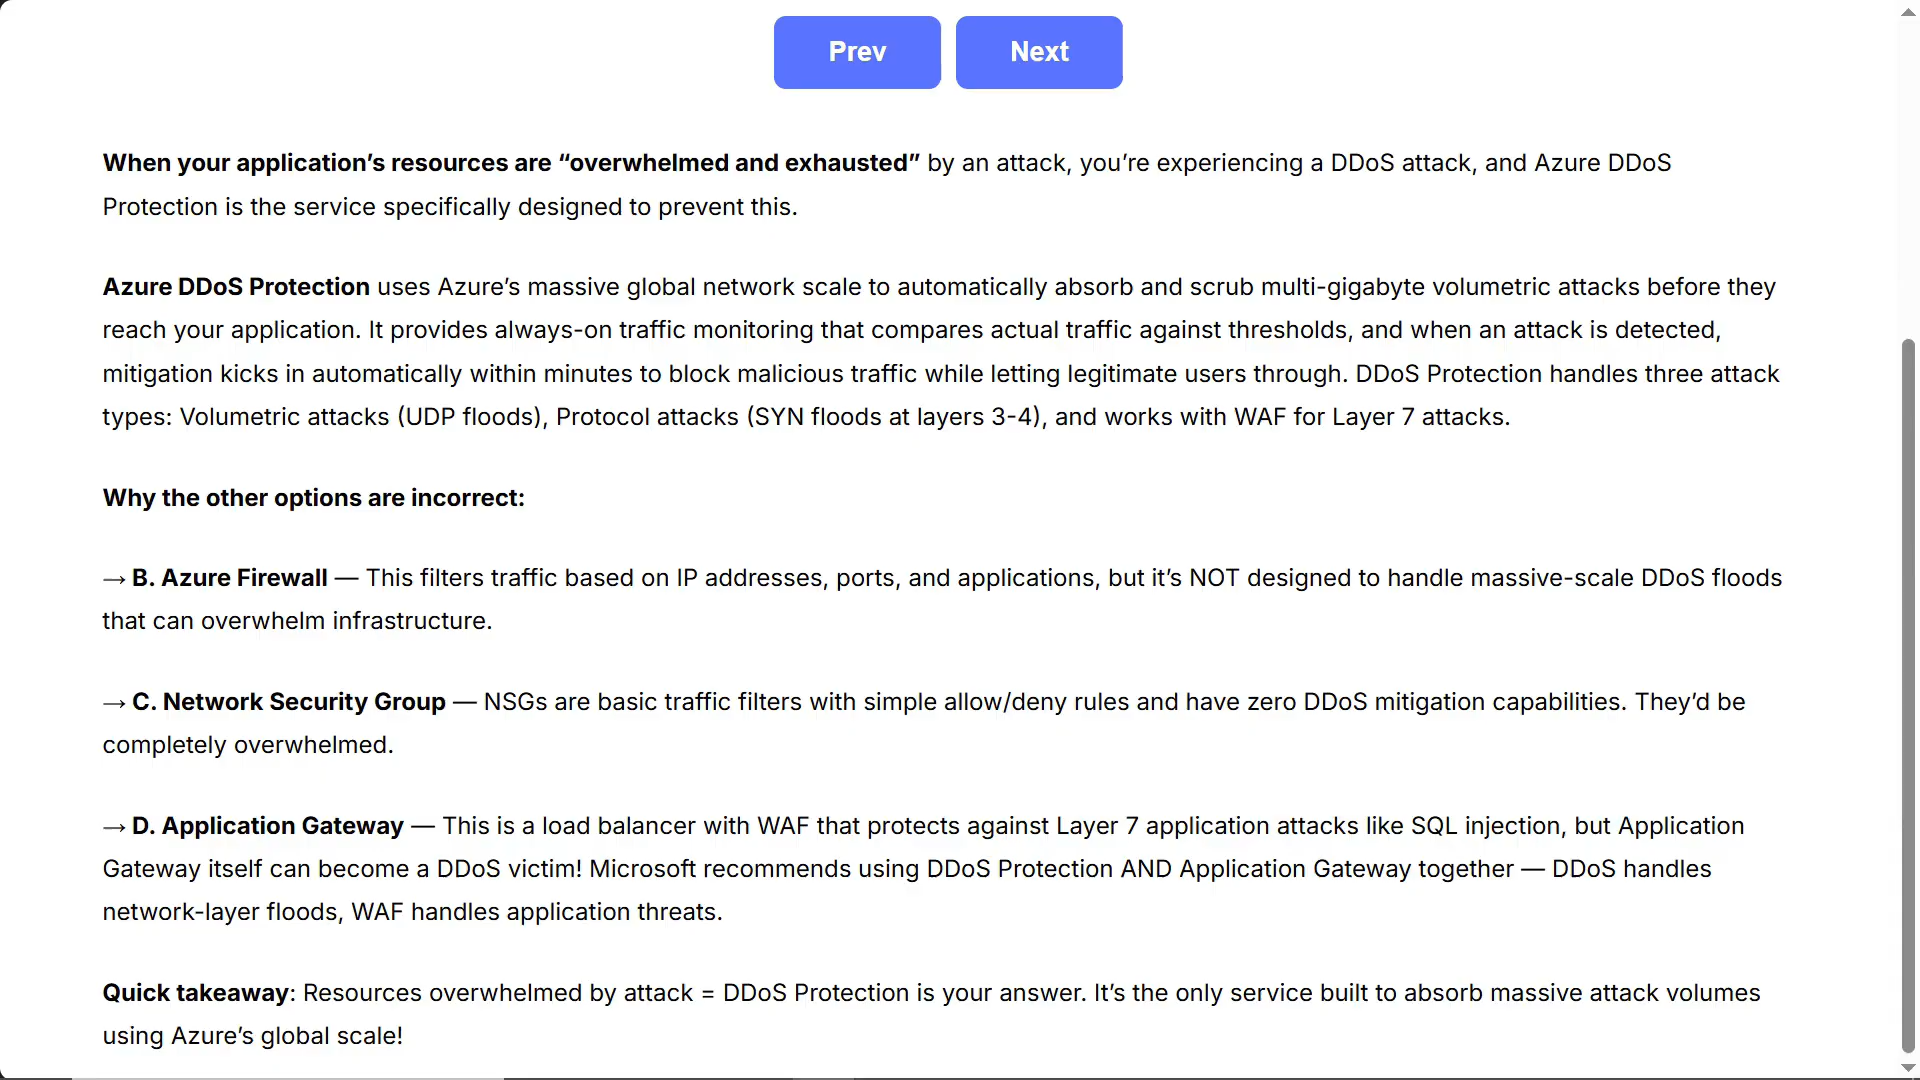 Prev Next
When your application’s resources are “overwhelmed and exhausted” by an attack, you’re experiencing a DDoS attack, and Azure DDoS
Protection is the service specifically designed to prevent this.
Azure DDoS Protection uses Azure’s massive global network scale to automatically absorb and scrub multi-gigabyte volumetric attacks before they
reach your application. It provides always-on traffic monitoring that compares actual traffic against thresholds, and when an attack is detected,
mitigation kicks in automatically within minutes to block malicious traffic while letting legitimate users through. DDoS Protection handles three attack
types: Volumetric attacks (UDP floods), Protocol attacks (SYN floods at layers 3-4), and works with WAF for Layer 7 attacks.
Why the other options are incorrect:
→ B. Azure Firewall — This filters traffic based on IP addresses, ports, and applications, but it’s NOT designed to handle massive-scale DDoS floods
that can overwhelm infrastructure.
→ C. Network Security Group — NSGs are basic traffic filters with simple allow/deny rules and have zero DDoS mitigation capabilities. They’d be
completely overwhelmed.
→ D. Application Gateway — This is a load balancer with WAF that protects against Layer 7 application attacks like SQL injection, but Application
Gateway itself can become a DDoS victim! Microsoft recommends using DDoS Protection AND Application Gateway together — DDoS handles
network-layer floods, WAF handles application threats.
Quick takeaway: Resources overwhelmed by attack = DDoS Protection is your answer. It’s the only service built to absorb massive attack volumes
using Azure’s global scale!